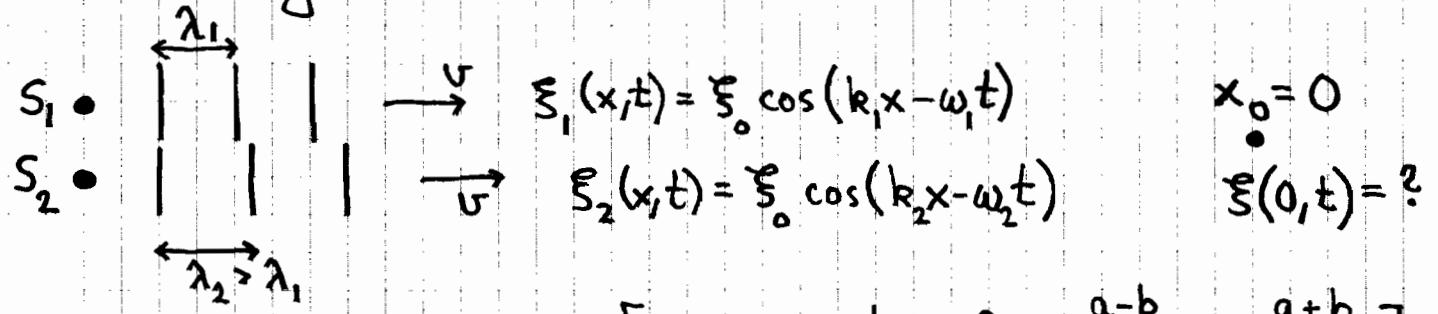 λ₁
S₁ v ξ₁(x,t) = ξ₀ cos(k₁x-ω₁t) x₀ = 0
S₂ v ξ₂(x,t) = ξ₀ cos(k₂x-ω₂t) ξ(0,t) = ?
λ₂ > λ₁
a-b a+b